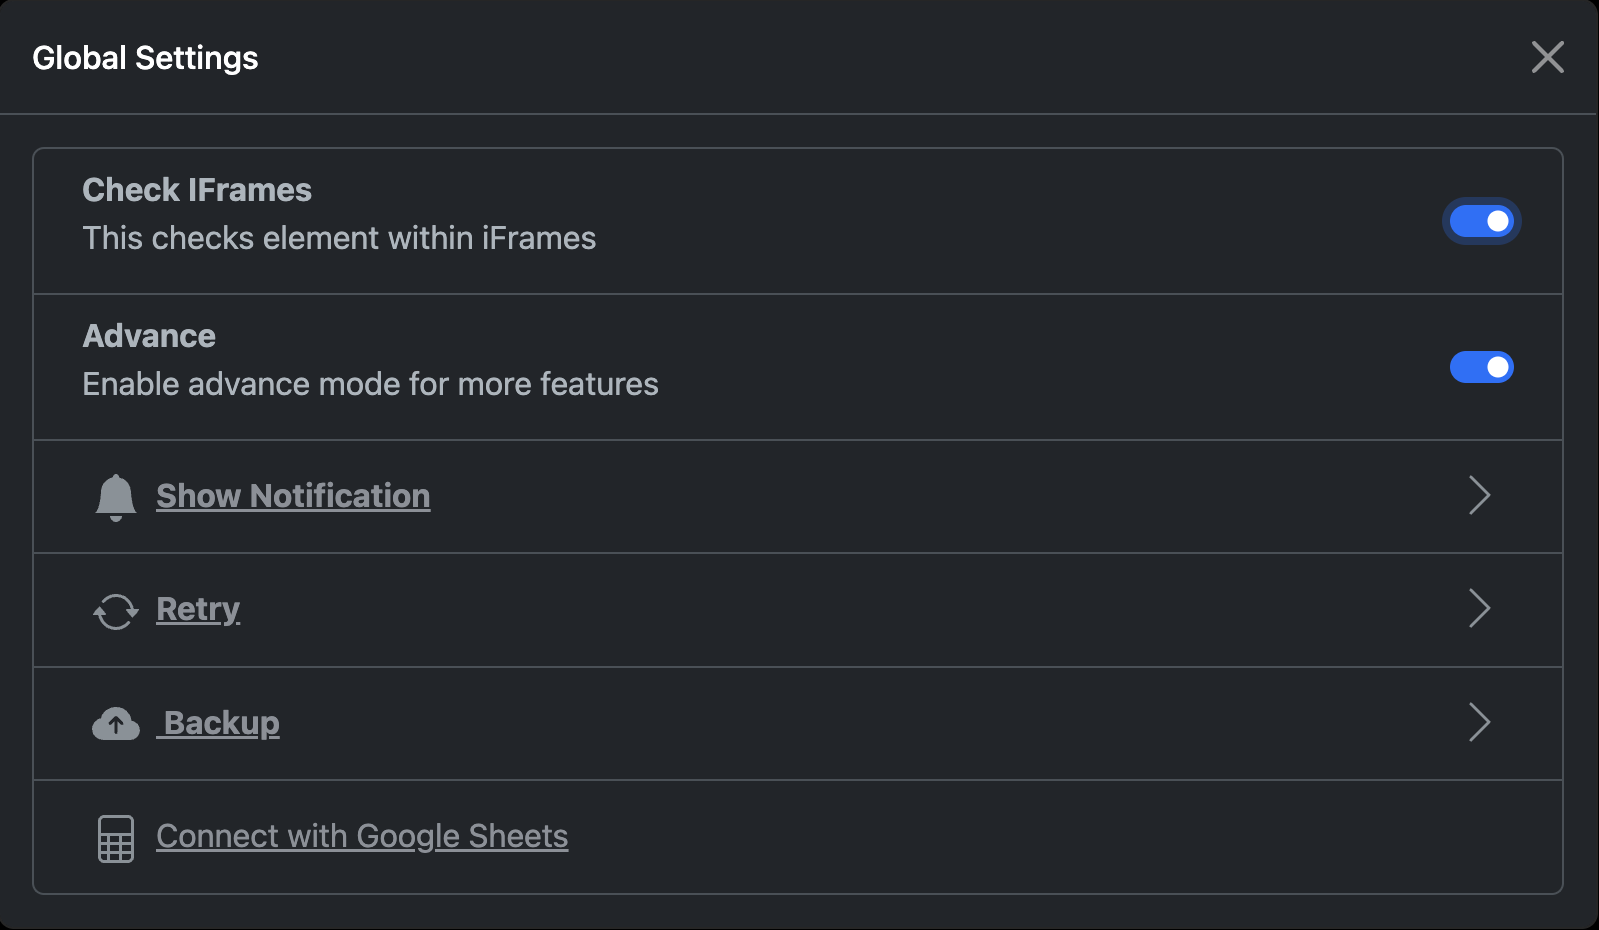 Global Settings
Check IFrames
This checks element within iFrames
Advance
Enable advance mode for more features
Show Notification
Retry
Backup
Connect with Google Sheets